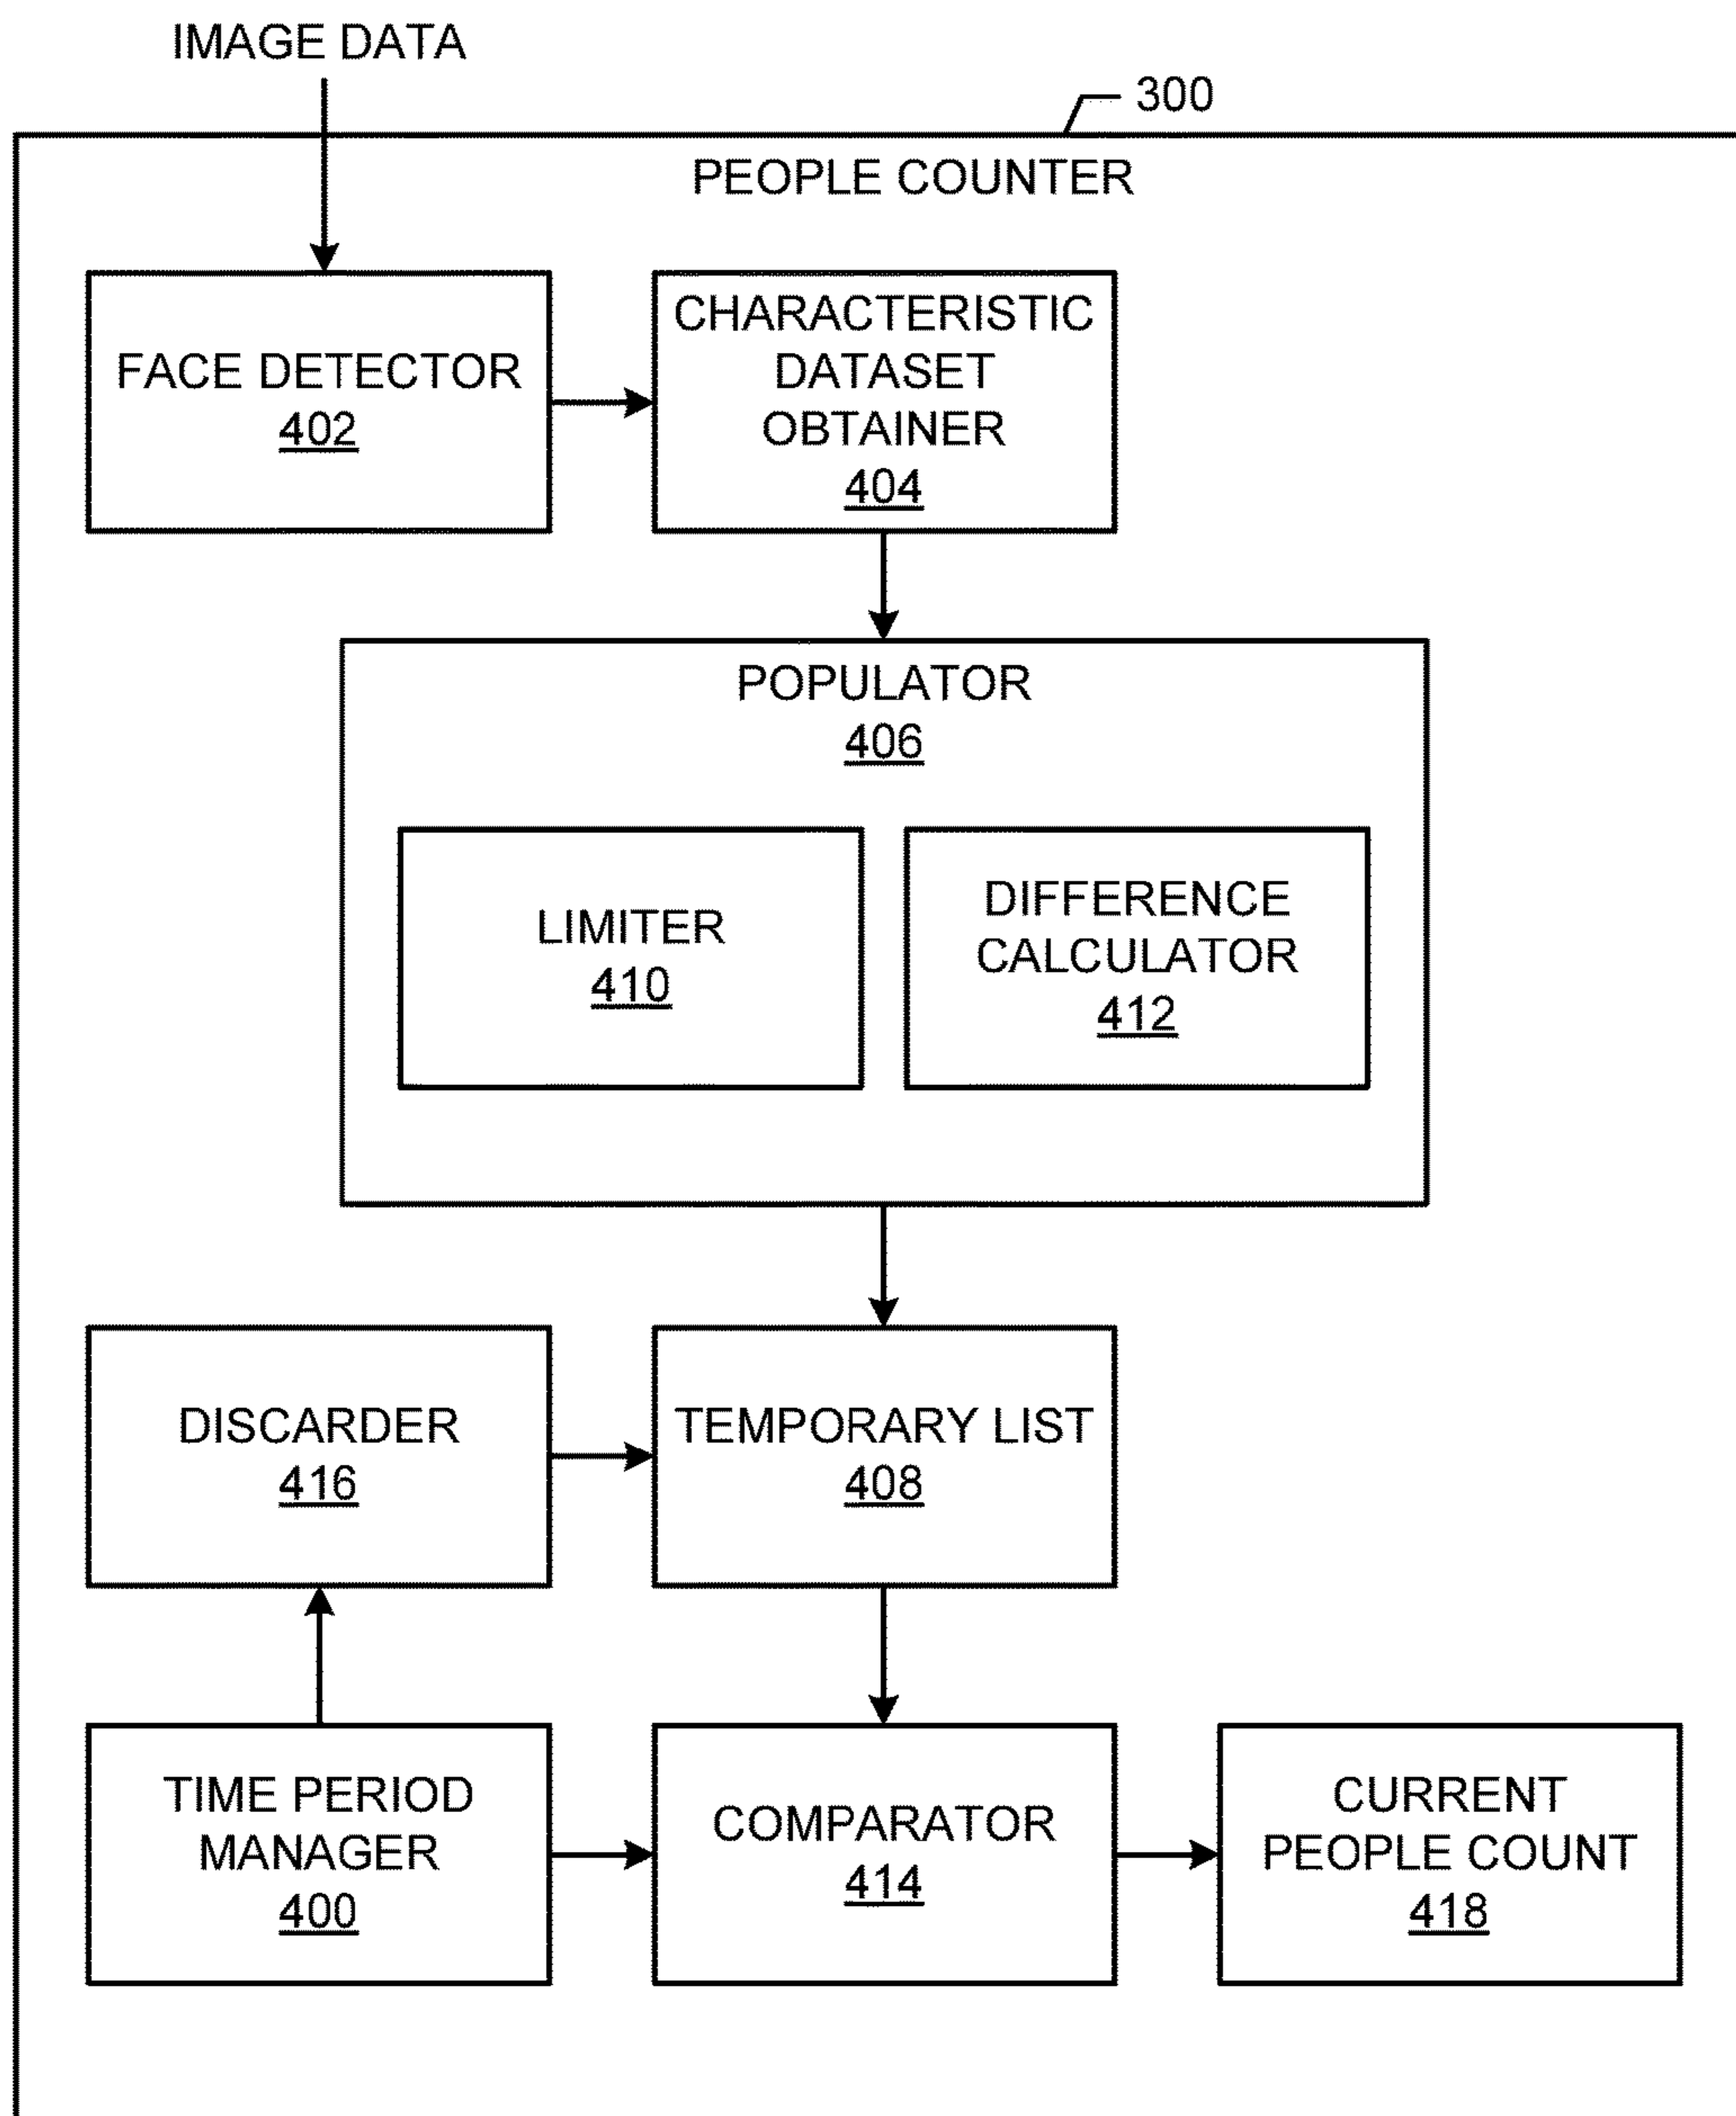 IMAGE DATA
300
PEOPLE COUNTER
FACE DETECTOR
402
CHARACTERISTIC
DATASET
OBTAINER
404
POPULATOR
406
LIMITER
410
DIFFERENCE
CALCULATOR
412
DISCARDER
416
TEMPORARY LIST
408
TIME PERIOD
MANAGER
400
COMPARATOR
414
CURRENT
PEOPLE COUNT
418